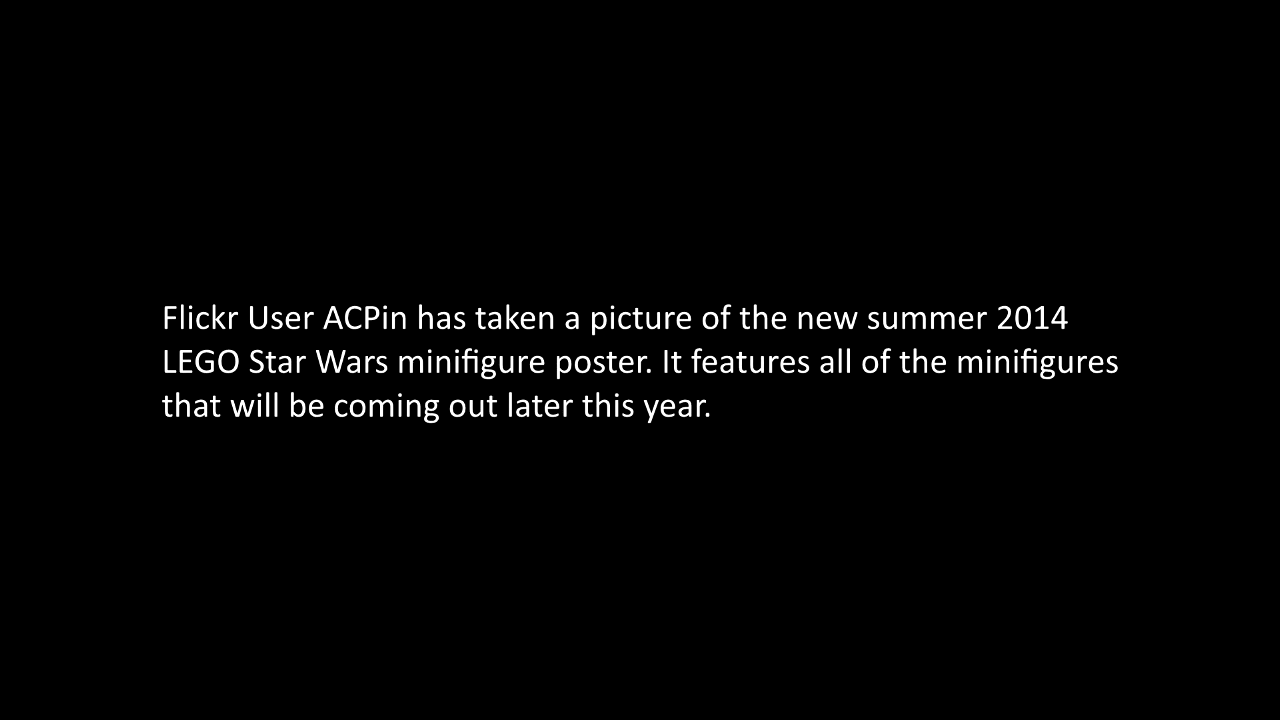 Flickr User ACPin has taken a picture of the new summer 2014
LEGO Star Wars minifigure poster. It features all of the minifigures
that will be coming out later this year.